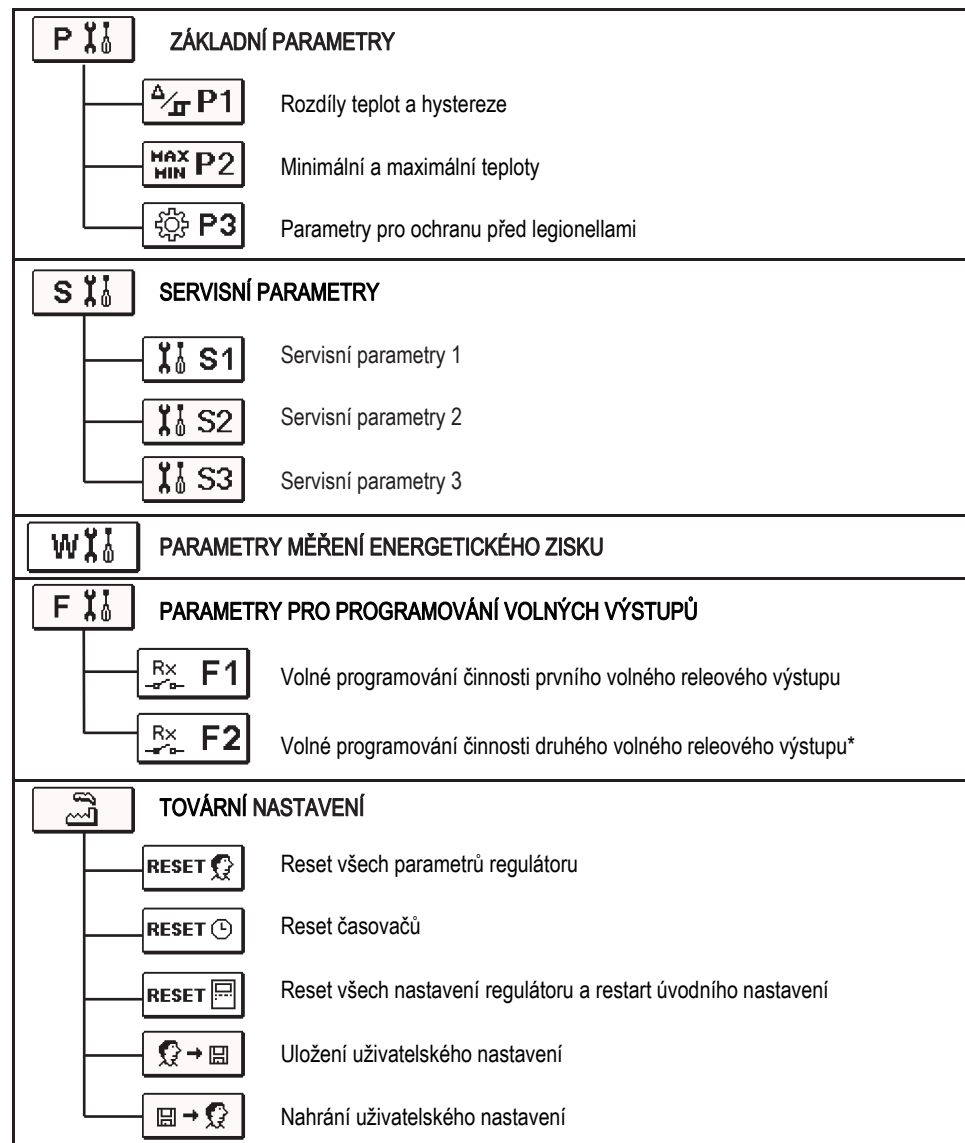 P ZÁKLADNÍ PARAMETRY
P1 Rozdíly teplot a hystereze
MAX MIN P2 Minimální a maximální teploty
P3 Parametry pro ochranu před legionellami
S SERVISNÍ PARAMETRY
S1 Servisní parametry 1
S2 Servisní parametry 2
S3 Servisní parametry 3
W PARAMETRY MĚŘENÍ ENERGETICKÉHO ZISKU
F PARAMETRY PRO PROGRAMOVÁNÍ VOLNÝCH VÝSTUPŮ
Rx F1 Volné programování činnosti prvního volného releového výstupu
Rx F2 Volné programování činnosti druhého volného releového výstupu*
TOVÁRNÍ NASTAVENÍ
RESET Reset všech parametrů regulátoru
RESET Reset časovačů
RESET Reset všech nastavení regulátoru a restart úvodního nastavení
Uložení uživatelského nastavení
Nahrání uživatelského nastavení